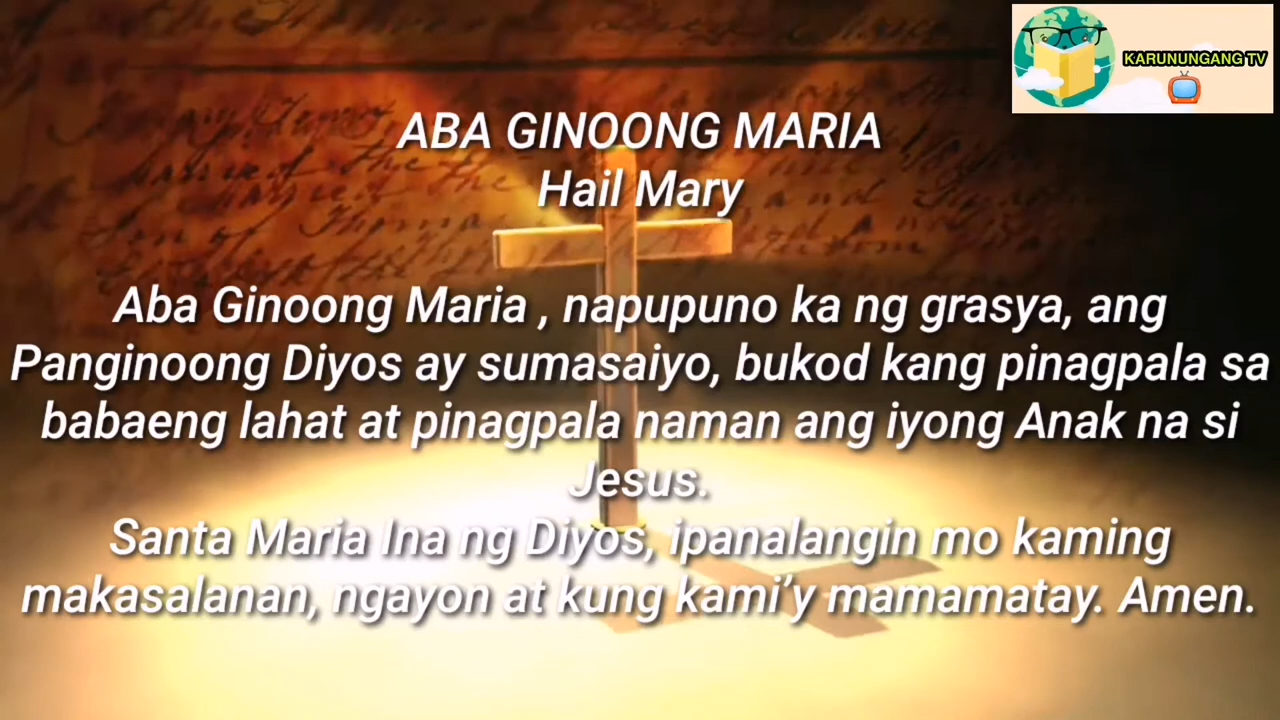 KARUNUNGANG TV
ABA GINOONG MARIA
Hail Mary
Aba Ginoong Maria , napupuno ka ng grasya, ang
Panginoong Diyos ay sumasaiyo, bukod kang pinagpala sa
babaeng lahat at pinagpala naman ang iyong Anak na si
Jesus.
Santa Maria Ina ng Diyos, ipanalangin mo kaming
makasalanan, ngayon at kung kami’y mamamatay. Amen.